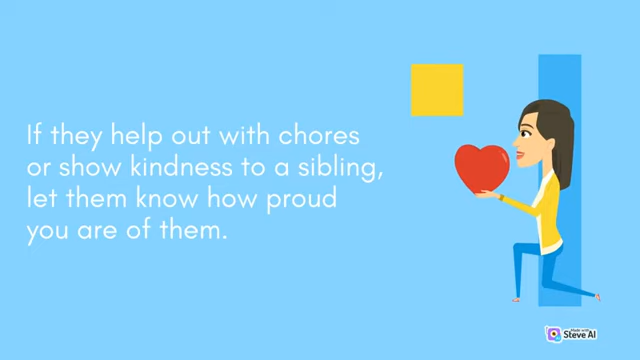 If they help out with chores
or show kindness to a sibling,
let them know how proud
you are of them.
Made with
Steve AI